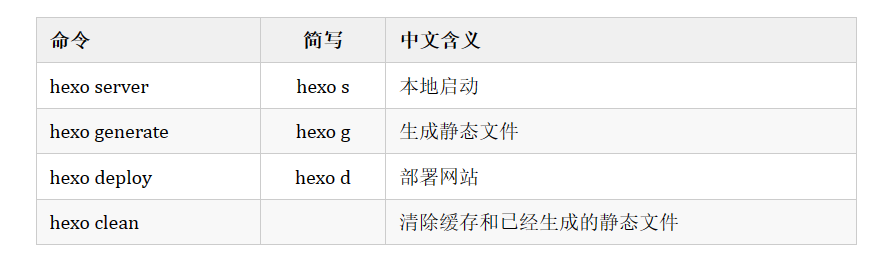 命令 简写 中文含义
hexo server hexo s 本地启动
hexo generate hexo g 生成静态文件
hexo deploy hexo d 部署网站
hexo clean 清除缓存和已经生成的静态文件